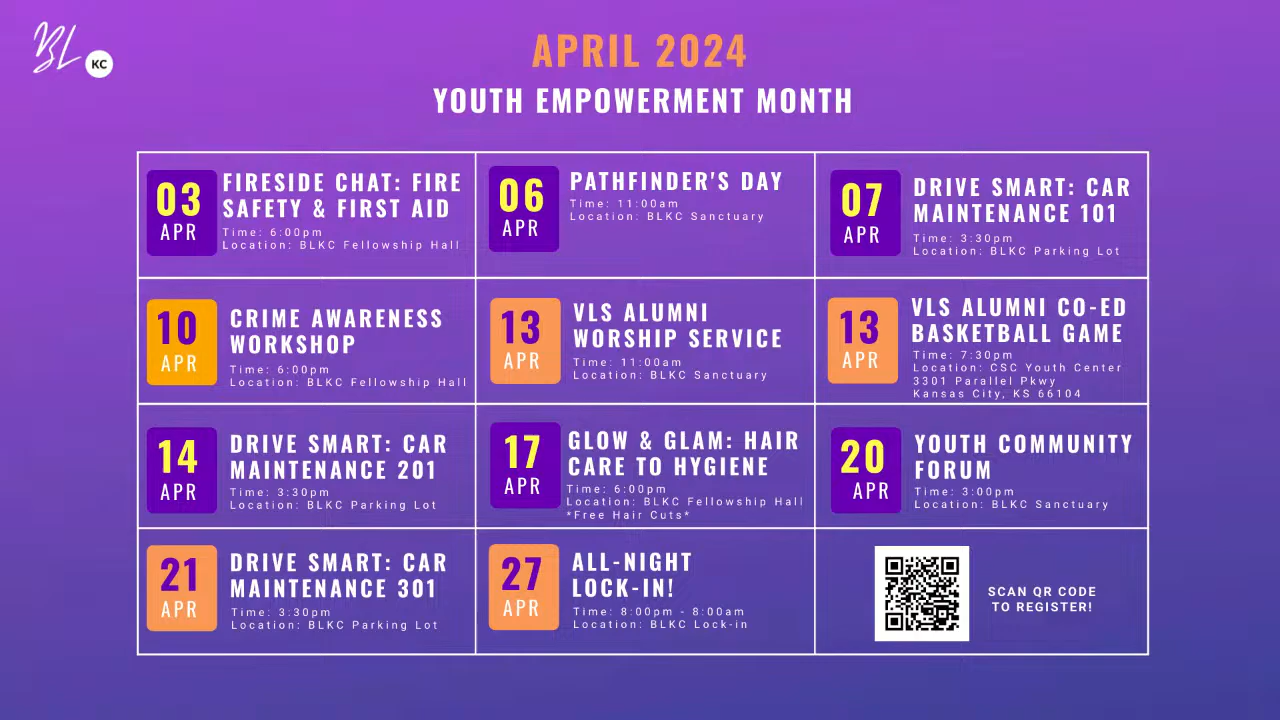 BL KC
APRIL 2024
YOUTH EMPOWERMENT MONTH
03
APR
FIRESIDE CHAT: FIRE
SAFETY & FIRST AID
Time: 6:00pm
Location: BLKC Fellowship Hall
06
APR
PATHFINDER'S DAY
Time: 11:00am
Location: BLKC Sanctuary
07
APR
DRIVE SMART: CAR
MAINTENANCE 101
Time: 3:30pm
Location: BLKC Parking Lot
10
APR
CRIME AWARENESS
WORKSHOP
Time: 6:00pm
Location: BLKC Fellowship Hall
13
APR
VLS ALUMNI
WORSHIP SERVICE
Time: 11:00am
Location: BLKC Sanctuary
13
APR
VLS ALUMNI CO-ED
BASKETBALL GAME
Time: 7:30pm
Location: CSC Youth Center
3301 Parallel Pkwy
Kansas City, KS 66104
14
APR
DRIVE SMART: CAR
MAINTENANCE 201
Time: 3:30pm
Location: BLKC Parking Lot
17
APR
GLOW & GLAM: HAIR
CARE TO HYGIENE
Time: 6:00pm
Location: BLKC Fellowship Hall
*Free Hair Cuts*
20
APR
YOUTH COMMUNITY
FORUM
Time: 3:00pm
Location: BLKC Sanctuary
21
APR
DRIVE SMART: CAR
MAINTENANCE 301
Time: 3:30pm
Location: BLKC Parking Lot
27
APR
ALL-NIGHT
LOCK-IN!
Time: 8:00pm - 8:00am
Location: BLKC Lock-in
SCAN QR CODE
TO REGISTER!